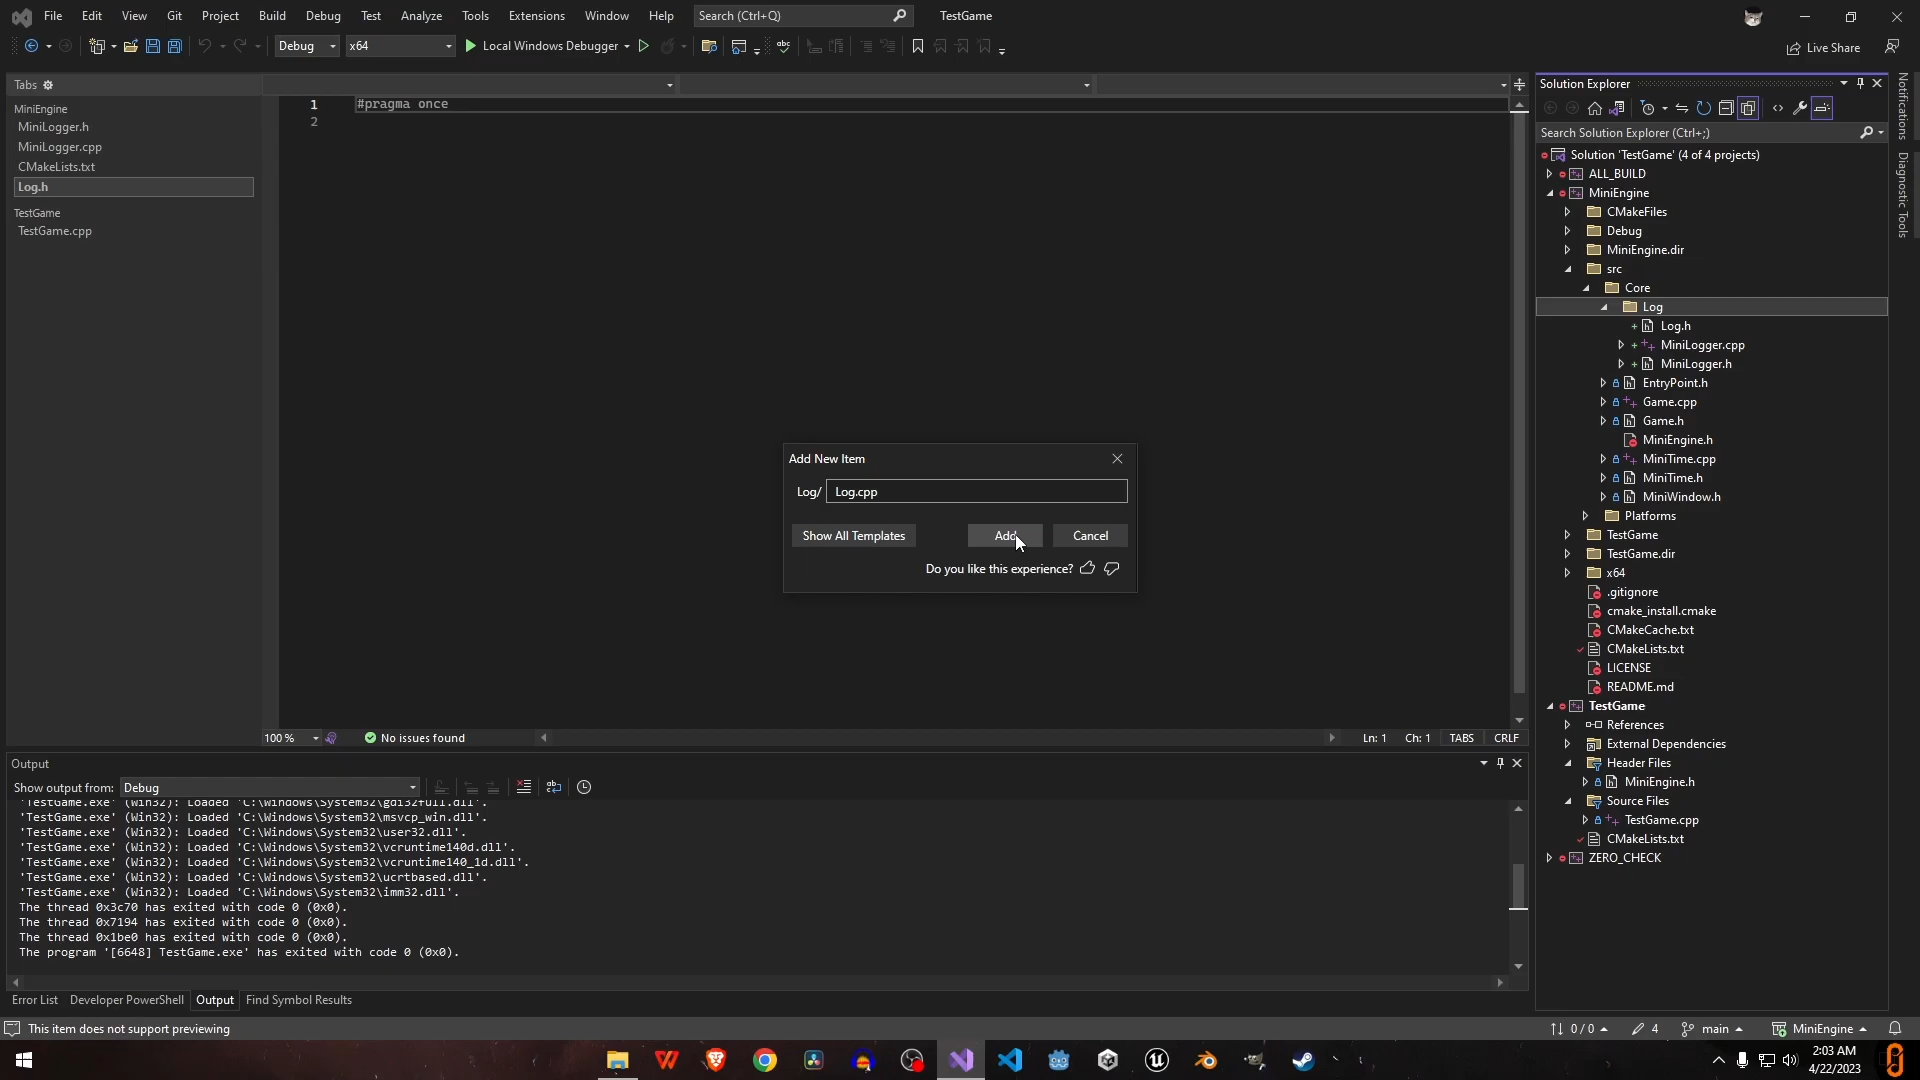 File Edit View Git Project Build Debug Test Analyze Tools Extensions Window Help Search (Ctrl+Q) TestGame
Debug x64 Local Windows Debugger Live Share
Tabs
MiniEngine
MiniLogger.h
MiniLogger.cpp
CMakeLists.txt
Log.h
TestGame
TestGame.cpp
1 #pragma once
2
Add New Item
Log/ Log.cpp
Show All Templates Add Cancel
Do you like this experience?
100 % No issues found Ln: 1 Ch: 1 TABS CRLF
Output
Show output from: Debug
'TestGame.exe' (Win32): Loaded 'C:\Windows\System32\gdi32full.dll'.
'TestGame.exe' (Win32): Loaded 'C:\Windows\System32\msvcp_win.dll'.
'TestGame.exe' (Win32): Loaded 'C:\Windows\System32\user32.dll'.
'TestGame.exe' (Win32): Loaded 'C:\Windows\System32\vcruntime140d.dll'.
'TestGame.exe' (Win32): Loaded 'C:\Windows\System32\vcruntime140_1d.dll'.
'TestGame.exe' (Win32): Loaded 'C:\Windows\System32\ucrtbased.dll'.
'TestGame.exe' (Win32): Loaded 'C:\Windows\System32\imm32.dll'.
The thread 0x3c70 has exited with code 0 (0x0).
The thread 0x7194 has exited with code 0 (0x0).
The thread 0x1be0 has exited with code 0 (0x0).
The program '[6648] TestGame.exe' has exited with code 0 (0x0).
Error List Developer PowerShell Output Find Symbol Results
Solution Explorer
Search Solution Explorer (Ctrl+;)
Solution 'TestGame' (4 of 4 projects)
ALL_BUILD
MiniEngine
CMakeFiles
Debug
MiniEngine.dir
src
Core
Log
Log.h
MiniLogger.cpp
MiniLogger.h
EntryPoint.h
Game.cpp
Game.h
MiniEngine.h
MiniTime.cpp
MiniTime.h
MiniWindow.h
Platforms
TestGame
TestGame.dir
x64
.gitignore
cmake_install.cmake
CMakeCache.txt
CMakeLists.txt
LICENSE
README.md
TestGame
References
External Dependencies
Header Files
MiniEngine.h
Source Files
TestGame.cpp
CMakeLists.txt
ZERO_CHECK
Notifications
Diagnostic Tools
This item does not support previewing 0 / 0 4 main MiniEngine
2:03 AM
4/22/2023